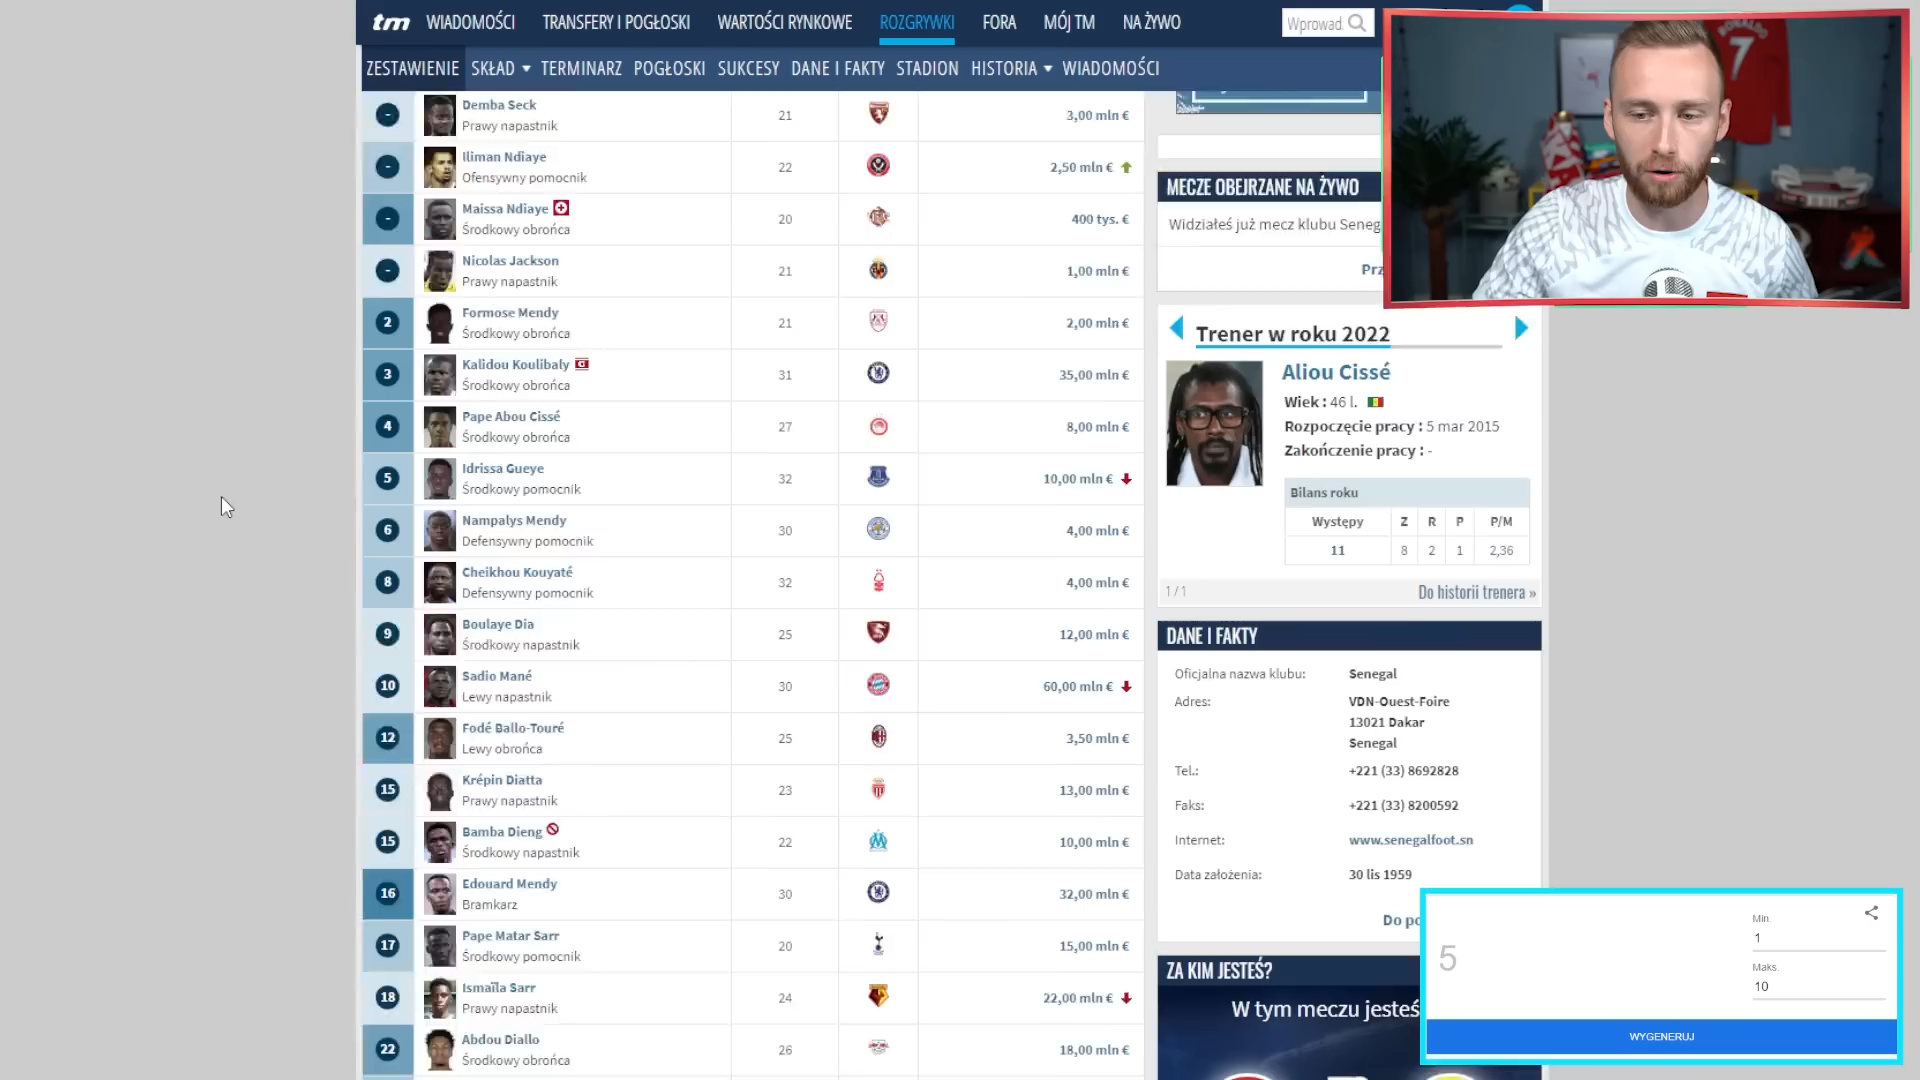 tm WIADOMOŚCI TRANSFERY I POGŁOSKI WARTOŚCI RYNKOWE ROZGRYWKI FORA MÓJ TM NA ŻYWO Wprowad.
ZESTAWIENIE SKŁAD TERMINARZ POGŁOSKI SUKCESY DANE I FAKTY STADION HISTORIA WIADOMOŚCI
- Demba Seck 21 3,00 mln €
Prawy napastnik
- Iliman Ndiaye 22 2,50 mln €
Ofensywny pomocnik
- Maissa Ndiaye 20 400 tys. €
Środkowy obrońca
- Nicolas Jackson 21 1,00 mln €
Prawy napastnik
2 Formose Mendy 21 2,00 mln €
Środkowy obrońca
3 Kalidou Koulibaly 31 35,00 mln €
Środkowy obrońca
4 Pape Abou Cissé 27 8,00 mln €
Środkowy obrońca
5 Idrissa Gueye 32 10,00 mln €
Środkowy pomocnik
6 Nampalys Mendy 30 4,00 mln €
Defensywny pomocnik
8 Cheikhou Kouyaté 32 4,00 mln €
Defensywny pomocnik
9 Boulaye Dia 25 12,00 mln €
Środkowy napastnik
10 Sadio Mané 30 60,00 mln €
Lewy napastnik
12 Fodé Ballo-Touré 25 3,50 mln €
Lewy obrońca
15 Krépin Diatta 23 13,00 mln €
Prawy napastnik
15 Bamba Dieng 22 10,00 mln €
Środkowy napastnik
16 Edouard Mendy 30 32,00 mln €
Bramkarz
17 Pape Matar Sarr 20 15,00 mln €
Środkowy pomocnik
18 Ismaïla Sarr 24 22,00 mln €
Prawy napastnik
22 Abdou Diallo 26 18,00 mln €
Środkowy obrońca
MECZE OBEJRZANE NA ŻYWO
Widziałeś już mecz klubu Seneg
Prz
Trener w roku 2022
Aliou Cissé
Wiek : 46 l.
Rozpoczęcie pracy : 5 mar 2015
Zakończenie pracy : -
Bilans roku
Występy Z R P P/M
11 8 2 1 2,36
1 / 1 Do historii trenera »
DANE I FAKTY
Oficjalna nazwa klubu: Senegal
Adres: VDN-Ouest-Foire
13021 Dakar
Senegal
Tel.: +221 (33) 8692828
Faks: +221 (33) 8200592
Internet: www.senegalfoot.sn
Data założenia: 30 lis 1959
Do po
ZA KIM JESTEŚ?
W tym meczu jesteś
RONALDO
7
5
Min.
1
Maks.
10
WYGENERUJ